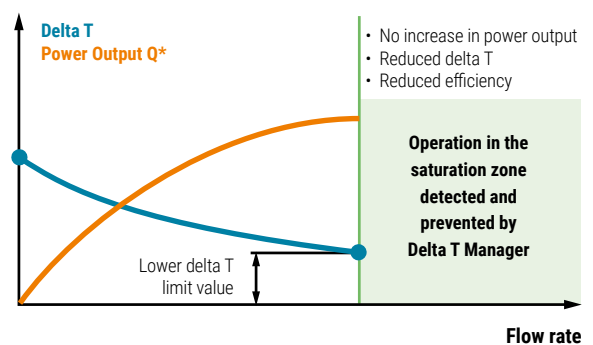 Delta T
Power Output Q*
• No increase in power output
• Reduced delta T
• Reduced efficiency
Operation in the
saturation zone
detected and
prevented by
Delta T Manager
Lower delta T
limit value
Flow rate